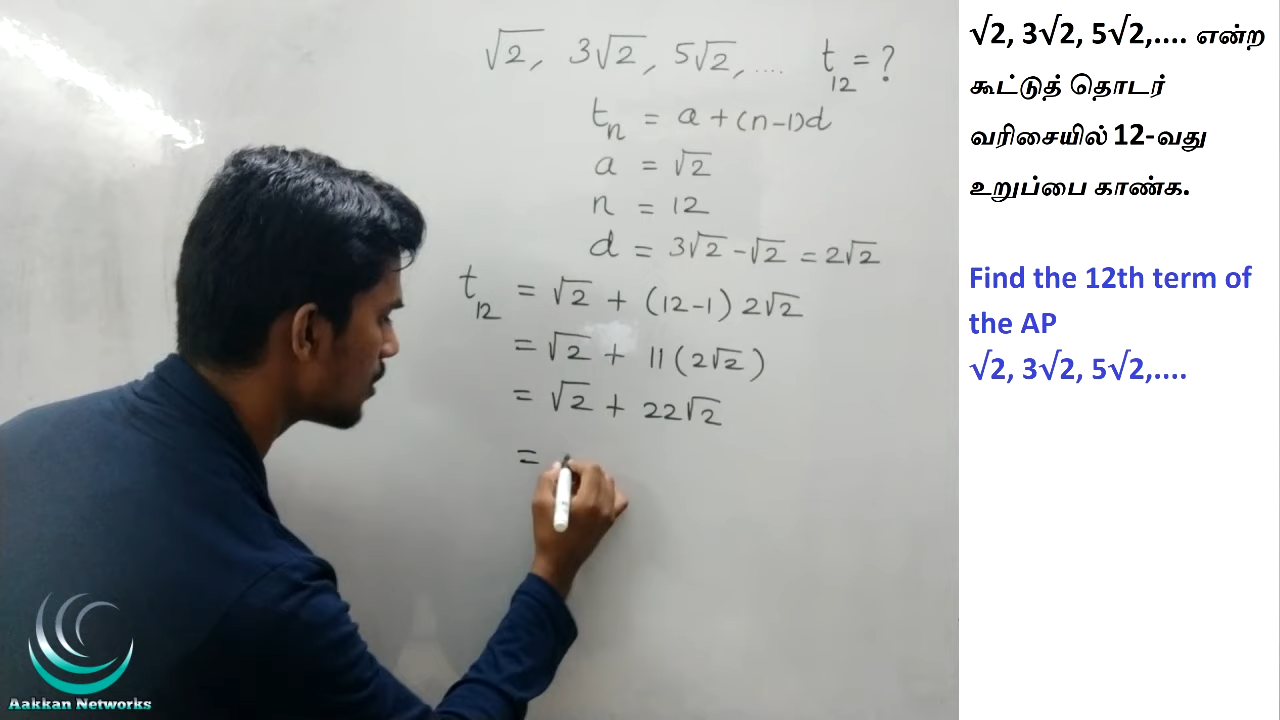 √2, 3√2, 5√2,.... t₁₂ = ?
tₙ = a + (n-1)d
a = √2
n = 12
d = 3√2 - √2 = 2√2
t₁₂ = √2 + (12-1) 2√2
= √2 + 11(2√2)
= √2 + 22√2
=
√2, 3√2, 5√2,.... என்ற
கூட்டுத் தொடர்
வரிசையில் 12-வது
உறுப்பை காண்க.
Find the 12th term of
the AP
√2, 3√2, 5√2,....
Aakkan Networks